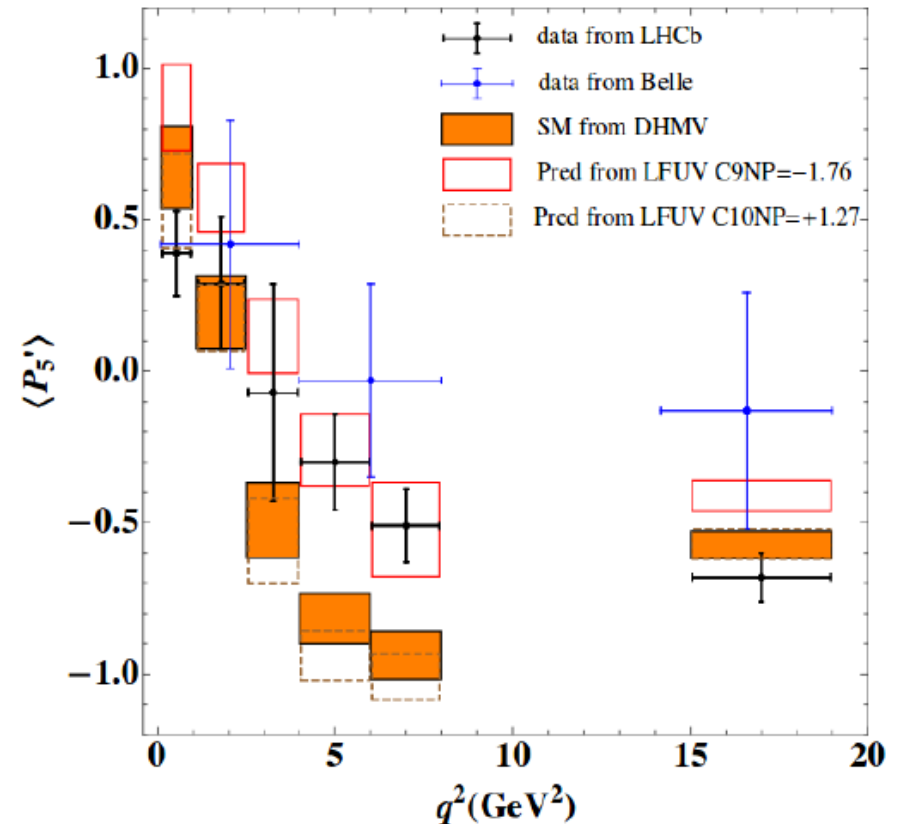 data from LHCb
data from Belle
SM from DHMV
Pred from LFUV C9NP=−1.76
Pred from LFUV C10NP=+1.27
1.0
0.5
0.0
−0.5
−1.0
⟨P5'⟩
0 5 10 15 20
q²(GeV²)